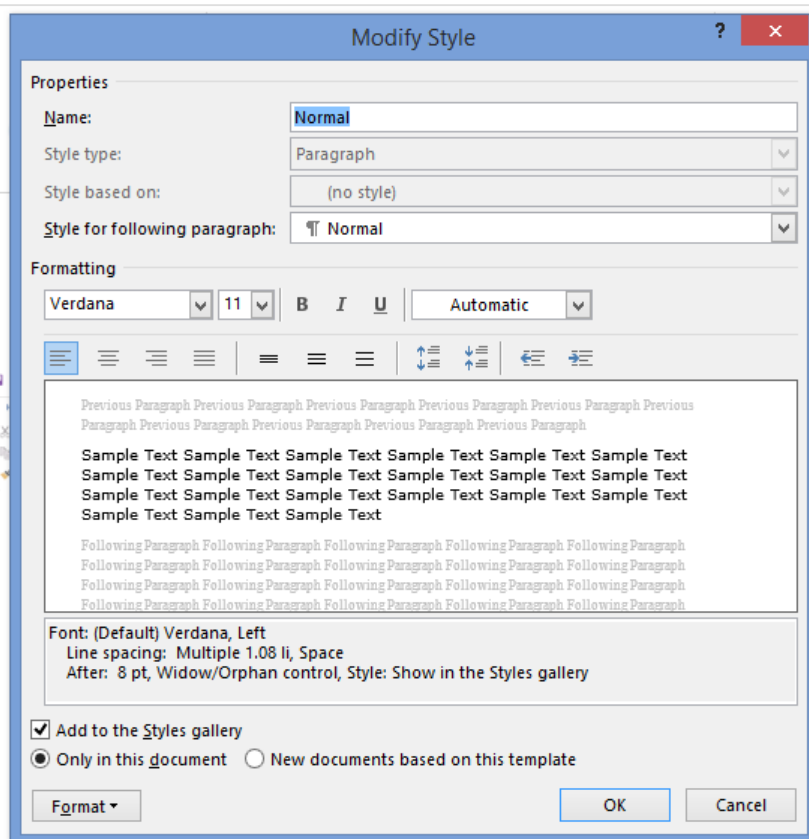 Modify Style
?
Properties
Name:
Normal
Style type:
Paragraph
Style based on:
(no style)
Style for following paragraph:
¶ Normal
Formatting
Verdana
11
B
I
U
Automatic
Previous Paragraph Previous Paragraph Previous Paragraph Previous Paragraph Previous Paragraph Previous
Paragraph Previous Paragraph Previous Paragraph Previous Paragraph Previous Paragraph
Sample Text Sample Text Sample Text Sample Text Sample Text Sample Text
Sample Text Sample Text Sample Text Sample Text Sample Text Sample Text
Sample Text Sample Text Sample Text Sample Text Sample Text Sample Text
Sample Text Sample Text Sample Text
Following Paragraph Following Paragraph Following Paragraph Following Paragraph Following Paragraph
Following Paragraph Following Paragraph Following Paragraph Following Paragraph Following Paragraph
Following Paragraph Following Paragraph Following Paragraph Following Paragraph Following Paragraph
Following Paragraph Following Paragraph Following Paragraph Following Paragraph Following Paragraph
Font: (Default) Verdana, Left
Line spacing: Multiple 1.08 li, Space
After: 8 pt, Widow/Orphan control, Style: Show in the Styles gallery
Add to the Styles gallery
Only in this document
New documents based on this template
Format
OK
Cancel